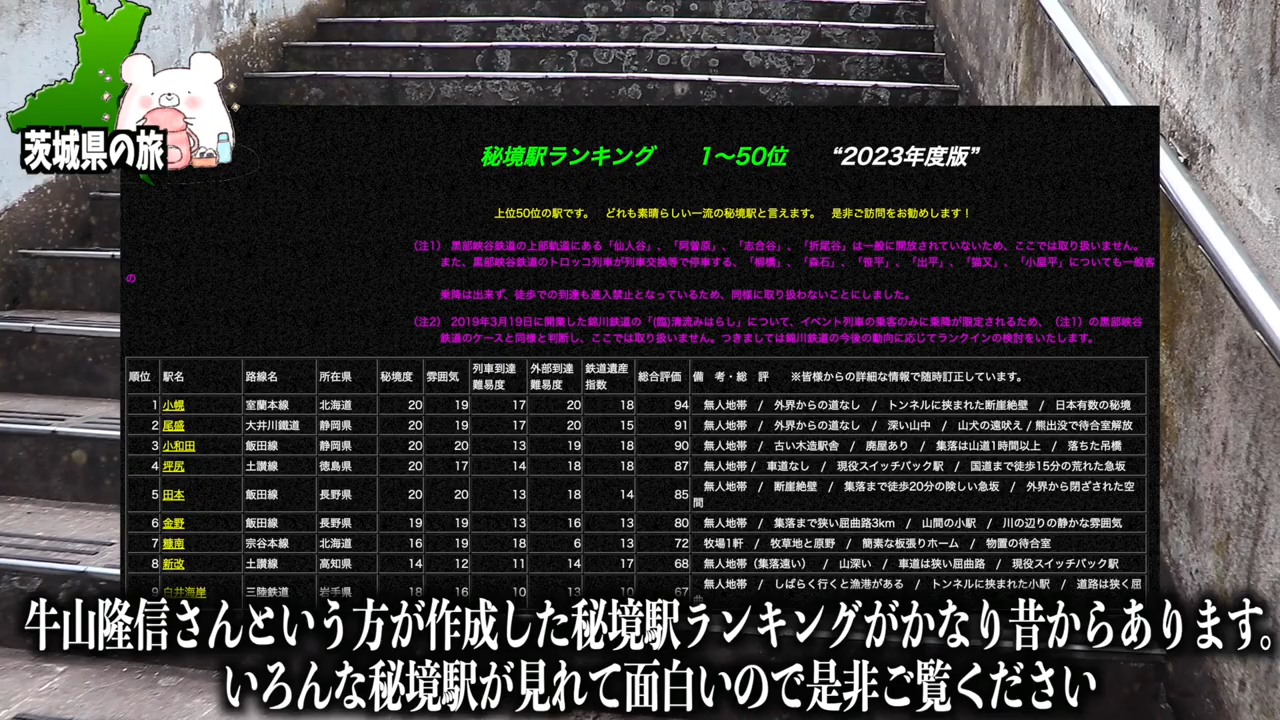 茨城県の旅
秘境駅ランキング　1〜50位　“2023年度版”
上位50位の駅です。　どれも素晴らしい一流の秘境駅と言えます。　是非ご訪問をお勧めします！
（注1）　黒部峡谷鉄道の上部軌道にある「仙人谷」、「阿曽原」、「志合谷」、「折尾谷」は一般に開放されていないため、ここでは取り扱いません。
また、黒部峡谷鉄道のトロッコ列車が列車交換等で停車する、「柳橋」、「森石」、「笹平」、「出平」、「猫又」、「小屋平」についても一般客
の
乗降は出来ず、徒歩での到達も進入禁止となっているため、同様に取り扱わないことにしました。
（注2）　2019年3月19日に開業した錦川鉄道の「(臨)清流みはらし」について、イベント列車の乗客のみに乗降が限定されるため、（注1）の黒部峡谷
鉄道のケースと同様と判断し、ここでは取り扱いません。つきましては錦川鉄道の今後の動向に応じてランクインの検討をいたします。
順位 駅名 路線名 所在県 秘境度 雰囲気 列車到達難易度 外部到達難易度 鉄道遺産指数 総合評価 備　考・総　評　　※皆様からの詳細な情報で随時訂正しています。
1 小幌 室蘭本線 北海道 20 19 17 20 18 94 無人地帯　/　外界からの道なし　/　トンネルに挟まれた断崖絶壁　/　日本有数の秘境
2 尾盛 大井川鐵道 静岡県 20 19 17 20 15 91 無人地帯　/　外界からの道なし　/　深い山中　/　山犬の遠吠え / 熊出没で待合室解放
3 小和田 飯田線 静岡県 20 20 13 19 18 90 無人地帯　/　古い木造駅舎　/　廃屋あり　/　集落は山道1時間以上　/　落ちた吊橋
4 坪尻 土讃線 徳島県 20 17 14 18 18 87 無人地帯 /　車道なし　/　現役スイッチバック駅　/　国道まで徒歩15分の荒れた急坂
5 田本 飯田線 長野県 20 20 13 18 14 85 無人地帯　/　断崖絶壁　/　集落まで徒歩20分の険しい急坂　/　外界から閉ざされた空間
6 金野 飯田線 長野県 19 19 13 16 13 80 無人地帯　/　集落まで狭い屈曲路3km　/　山間の小駅　/　川の辺りの静かな雰囲気
7 糠南 宗谷本線 北海道 16 19 18 6 13 72 牧場1軒　/　牧草地と原野　/　簡素な板張りホーム　/　物置の待合室
8 新改 土讃線 高知県 14 12 11 14 17 68 無人地帯（集落遠い）　/　山深い　/　車道は狭い屈曲路　/　現役スイッチバック駅
9 白井海岸 三陸鉄道 岩手県 18 16 10 13 10 67 無人地帯　/　しばらく行くと漁港がある　/　トンネルに挟まれた小駅　/　道路は狭く屈曲
牛山隆信さんという方が作成した秘境駅ランキングがかなり昔からあります。
いろんな秘境駅が見れて面白いので是非ご覧ください